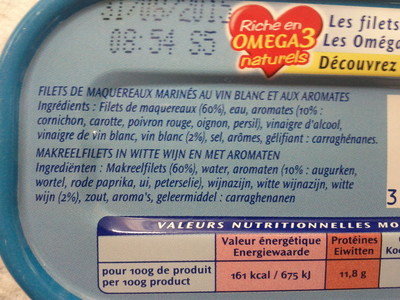 31/08/2015
08:54 S5
Riche en
OMEGA3
naturels
Les filets
Les Oméga
Découvrez
FILETS DE MAQUEREAUX MARINÉS AU VIN BLANC ET AUX AROMATES
Ingrédients : Filets de maquereaux (60%), eau, aromates (10% :
cornichon, carotte, poivron rouge, oignon, persil), vinaigre d'alcool,
vinaigre de vin blanc, vin blanc (2%), sel, arômes, gélifiant : carraghénanes.
MAKREELFILETS IN WITTE WIJN EN MET AROMATEN
Ingrediënten : Makreelfilets (60%), water, aromaten (10% : augurken,
wortel, rode paprika, ui, peterselie), wijnazijn, witte wijnazijn, witte
wijn (2%), zout, aroma's, geleermiddel : carraghenanen
3
VALEURS NUTRITIONNELLES MO
Valeur énergétique
Energiewaarde
Protéines
Eiwitten
pour 100g de produit
per 100g product
161 kcal / 675 kJ
11,8 g